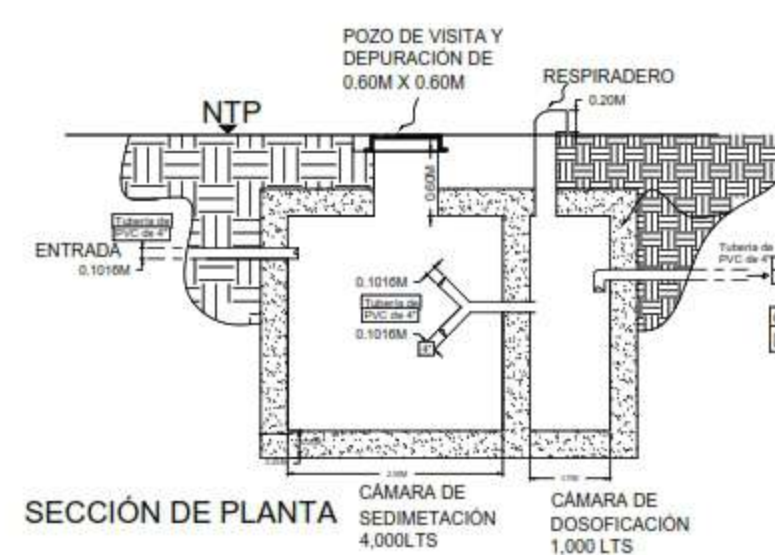 POZO DE VISITA Y
DEPURACIÓN DE
0.60M X 0.60M
RESPIRADERO
0.20M
NTP
0.60M
Tubería de
PVC de 4"
ENTRADA
0.1016M
0.1016M
Tubería de
PVC de 4"
0.1016M
4"
Tubería de
PVC de 4"
SECCIÓN DE PLANTA
CÁMARA DE
SEDIMETACIÓN
4,000LTS
CÁMARA DE
DOSOFICACIÓN
1,000 LTS